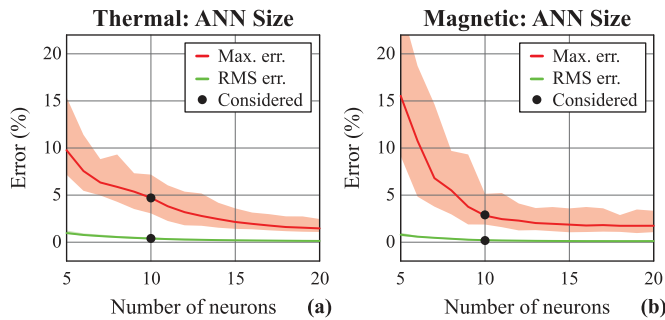 Thermal: ANN Size
Max. err.
RMS err.
Considered
20
15
10
5
0
Error (%)
5
10
15
20
Number of neurons
(a)
Magnetic: ANN Size
Max. err.
RMS err.
Considered
20
15
10
5
0
Error (%)
5
10
15
20
Number of neurons
(b)